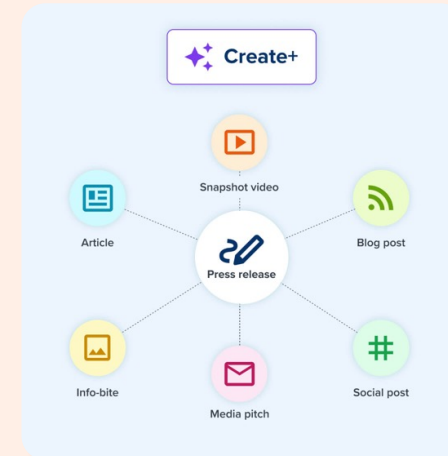 Create+
Snapshot video
Article
Blog post
Press release
Info-bite
Social post
Media pitch